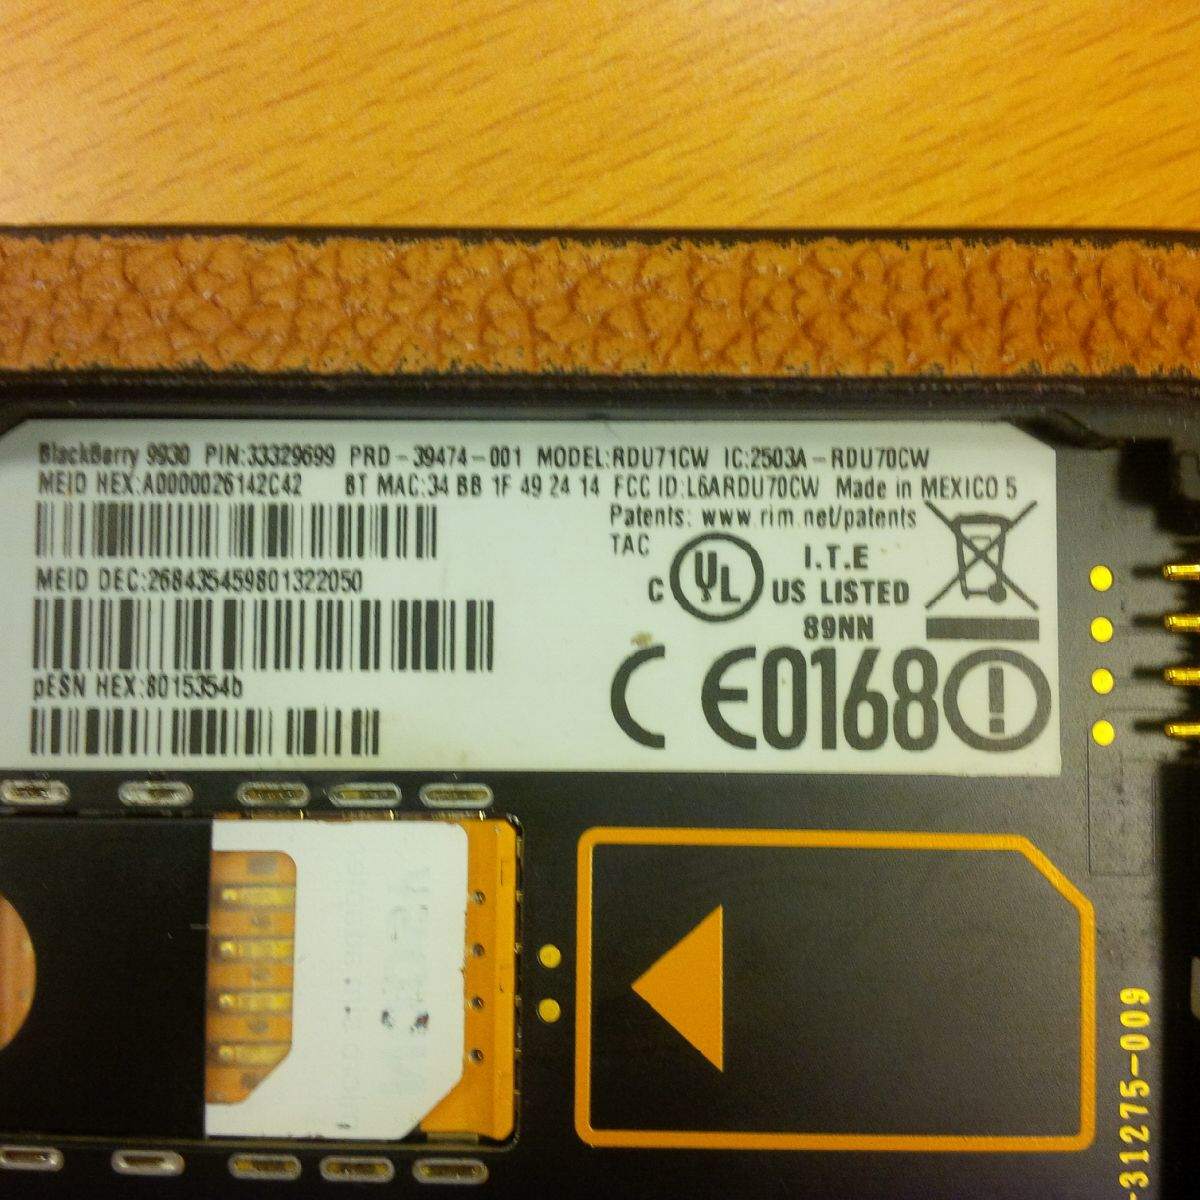 BlackBerry 9930 PIN:33329699 PRD-39474-001 MODEL:RDU71CW IC:2503A-RDU70CW
MEID HEX:A0000026142C42 BT MAC:34 BB 1F 49 24 14 FCC ID:L6ARDU70CW Made in MEXICO 5
Patents: www.rim.net/patents
TAC
C UL US LISTED
I.T.E
89NN
MEID DEC:268435459801322050
CE0168
pESN HEX:8015354b
31275-009